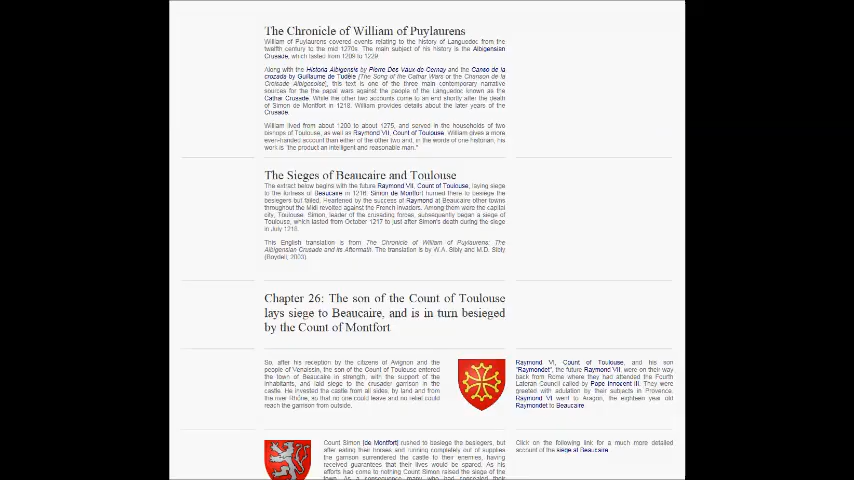 The Chronicle of William of Puylaurens
William of Puylaurens covered events relating to the history of Languedoc from the
twelfth century to the mid 1270s. The main subject of his history is the Albigensian
Crusade, which lasted from 1209 to 1229.
Along with the Historia Albigensis by Pierre Des Vaux-de-Cernay and the Canso de la
crozada by Guillaume de Tudèle [The Song of the Cathar Wars or the Chanson de la
Croisade Albigeoise], this text is one of the three main contemporary narrative
sources for the the papal wars against the people of the Languedoc known as the
Cathar Crusade. While the other two accounts come to an end shortly after the death
of Simon de Montfort in 1218, William provides details about the later years of the
Crusade.
William lived from about 1200 to about 1275, and served in the households of two
bishops of Toulouse, as well as Raymond VII, Count of Toulouse. William gives a more
even-handed account than either of the other two and, in the words of one historian, his
work is "the product an intelligent and reasonable man."
The Sieges of Beaucaire and Toulouse
The extract below begins with the future Raymond VII, Count of Toulouse, laying siege
to the fortress of Beaucaire in 1216. Simon de Montfort hurried there to besiege the
besiegers but failed. Heartened by the success of Raymond at Beaucaire other towns
throughout the Midi revolted against the French invaders. Among them were the capital
city, Toulouse. Simon, leader of the crusading forces, subsequently began a siege of
Toulouse, which lasted from October 1217 to just after Simon's death during the siege
in July 1218.
This English translation is from The Chronicle of William of Puylaurens: The
Albigensian Crusade and its Aftermath. The translation is by W.A. Sibly and M.D. Sibly
(Boydell, 2003).
Chapter 26: The son of the Count of Toulouse
lays siege to Beaucaire, and is in turn besieged
by the Count of Montfort
So, after his reception by the citizens of Avignon and the
people of Venaissin, the son of the Count of Toulouse entered
the town of Beaucaire in strength, with the support of the
inhabitants, and laid siege to the crusader garrison in the
castle. He invested the castle from all sides, by land and from
the river Rhône, so that no one could leave and no relief could
reach the garrison from outside.
Raymond VI, Count of Toulouse, and his son
"Raymondet", the future Raymond VII, were on their way
back from Rome where they had attended the Fourth
Lateran Council called by Pope Innocent III. They were
greeted with adulation by their subjects in Provence.
Raymond VI went to Aragon, the eighteen year old
Raymondet to Beaucaire.
Count Simon [de Montfort] rushed to besiege the besiegers, but
after eating their horses and running completely out of supplies
the garrison surrendered the castle to their enemies, having
received guarantees that their lives would be spared. As his
efforts had come to nothing Count Simon raised the siege of the
town. As a consequence many who had concealed their
Click on the following link for a much more detailed
account of the siege at Beaucaire.